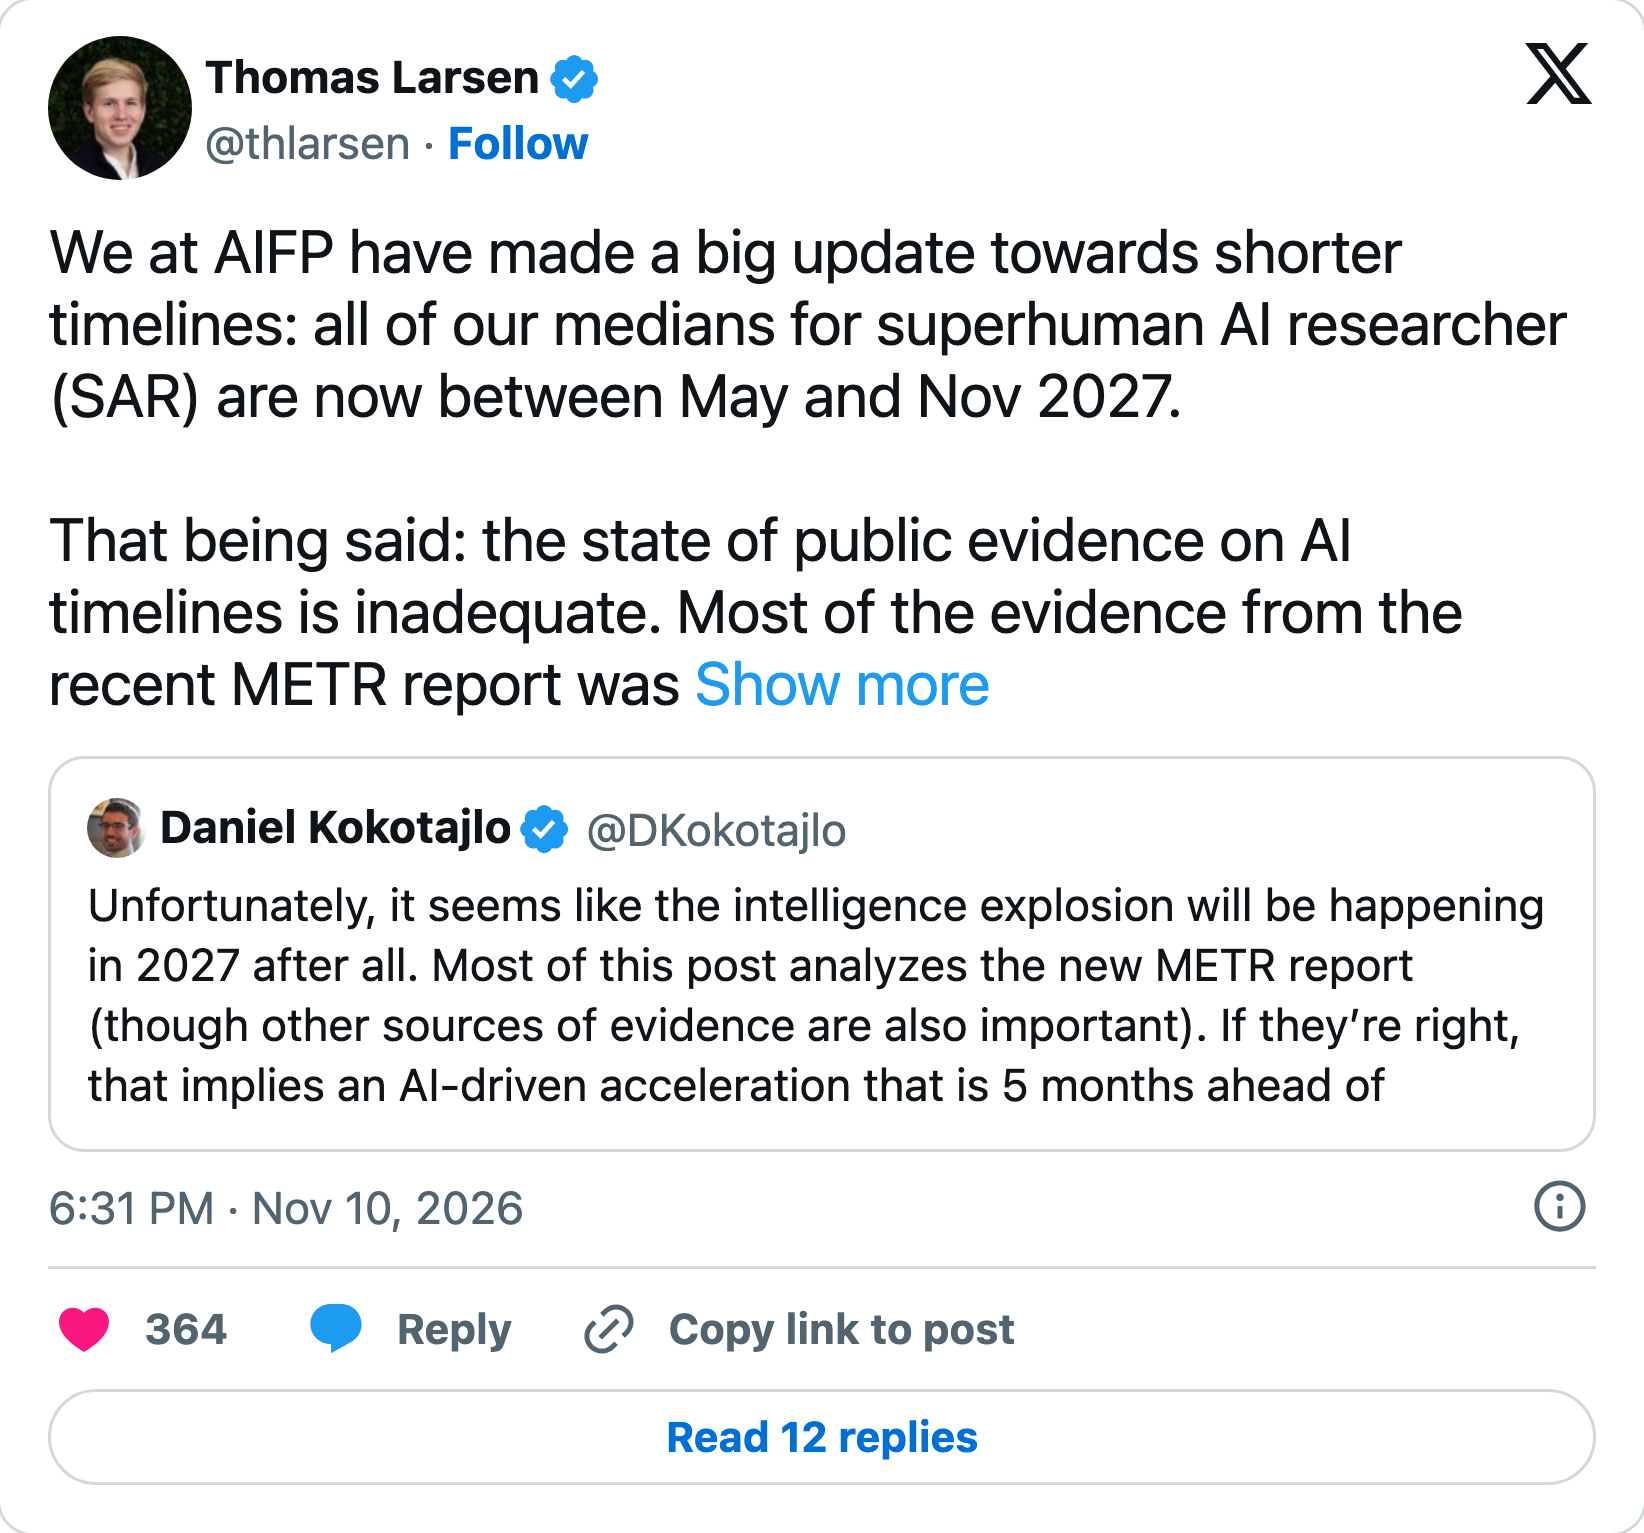 Thomas Larsen
@thlarsen · Follow
We at AIFP have made a big update towards shorter
timelines: all of our medians for superhuman AI researcher
(SAR) are now between May and Nov 2027.
That being said: the state of public evidence on AI
timelines is inadequate. Most of the evidence from the
recent METR report was Show more
Daniel Kokotajlo @DKokotajlo
Unfortunately, it seems like the intelligence explosion will be happening
in 2027 after all. Most of this post analyzes the new METR report
(though other sources of evidence are also important). If they’re right,
that implies an AI-driven acceleration that is 5 months ahead of
6:31 PM · Nov 10, 2026
364 Reply Copy link to post
Read 12 replies